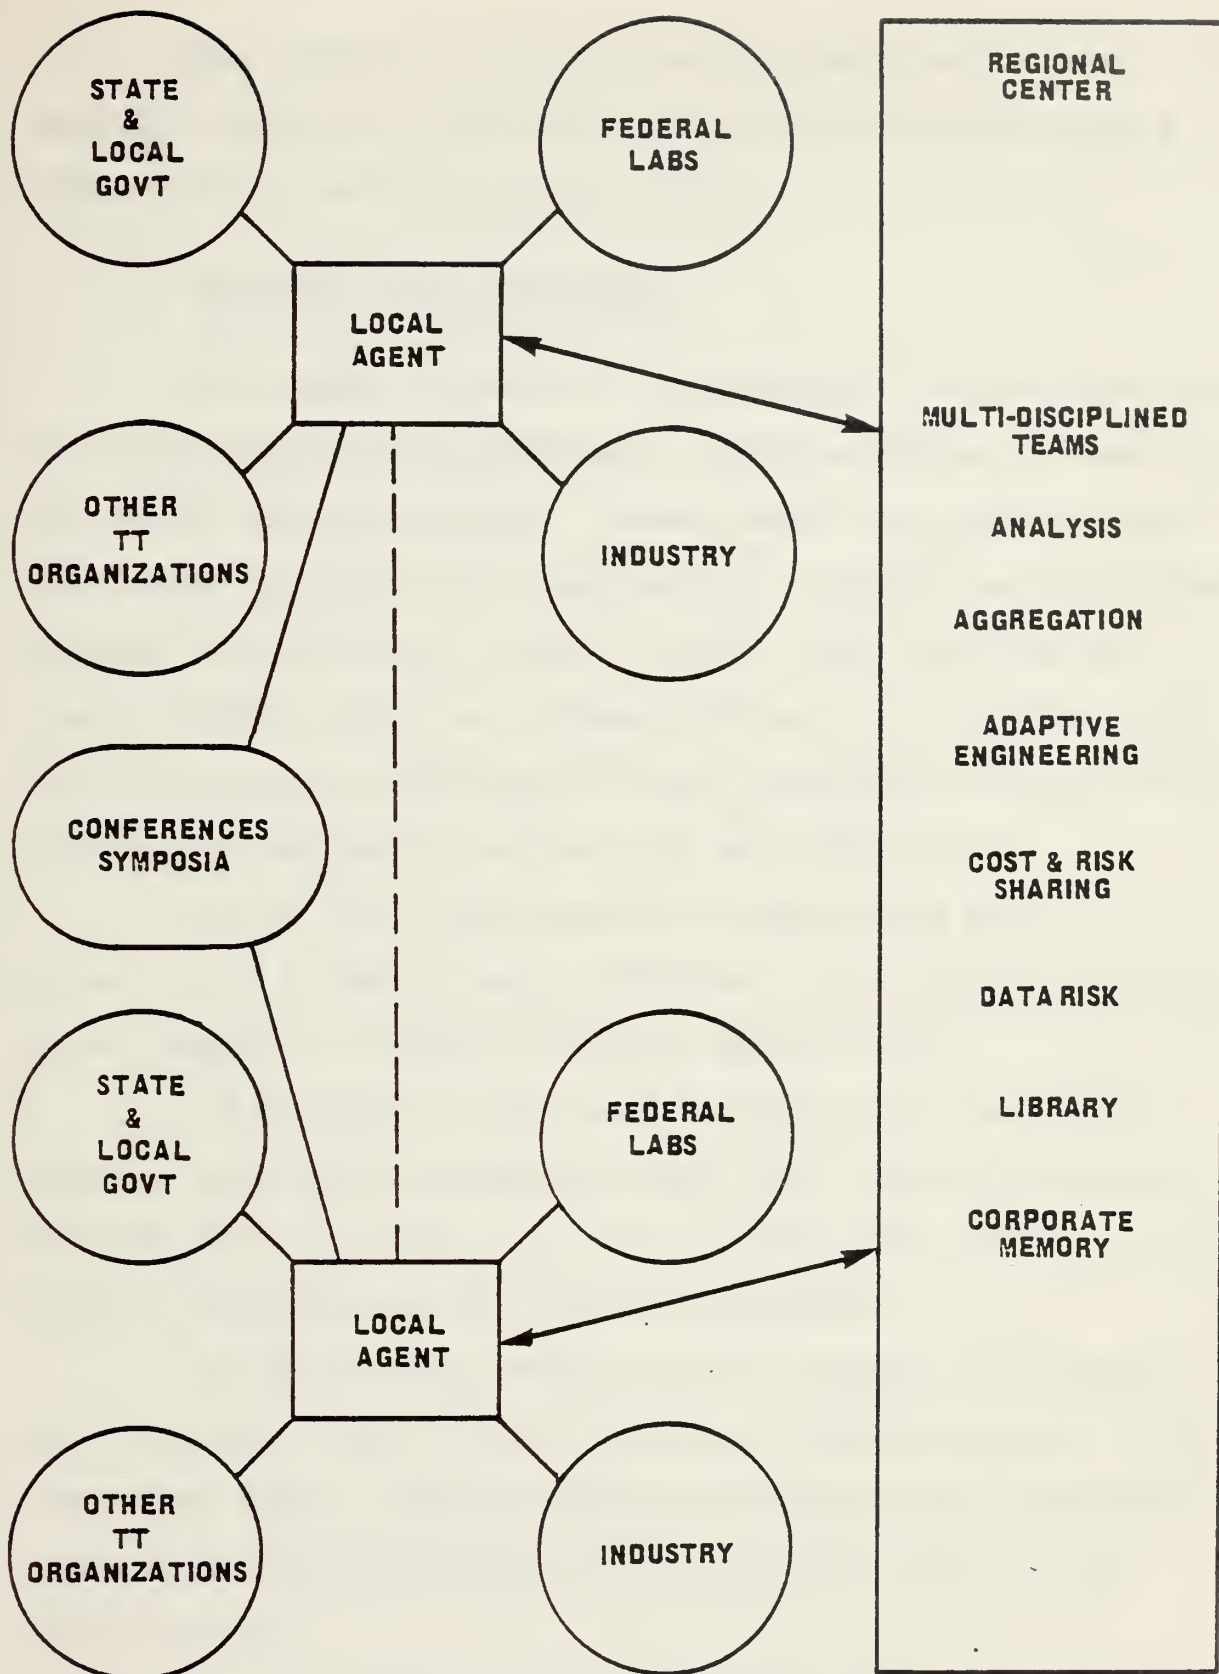 STATE
&
LOCAL
GOVT
FEDERAL
LABS
LOCAL
AGENT
OTHER
TT
ORGANIZATIONS
INDUSTRY
CONFERENCES
SYMPOSIA
STATE
&
LOCAL
GOVT
FEDERAL
LABS
LOCAL
AGENT
OTHER
TT
ORGANIZATIONS
INDUSTRY
REGIONAL
CENTER
MULTI-DISCIPLINED
TEAMS
ANALYSIS
AGGREGATION
ADAPTIVE
ENGINEERING
COST & RISK
SHARING
DATA RISK
LIBRARY
CORPORATE
MEMORY